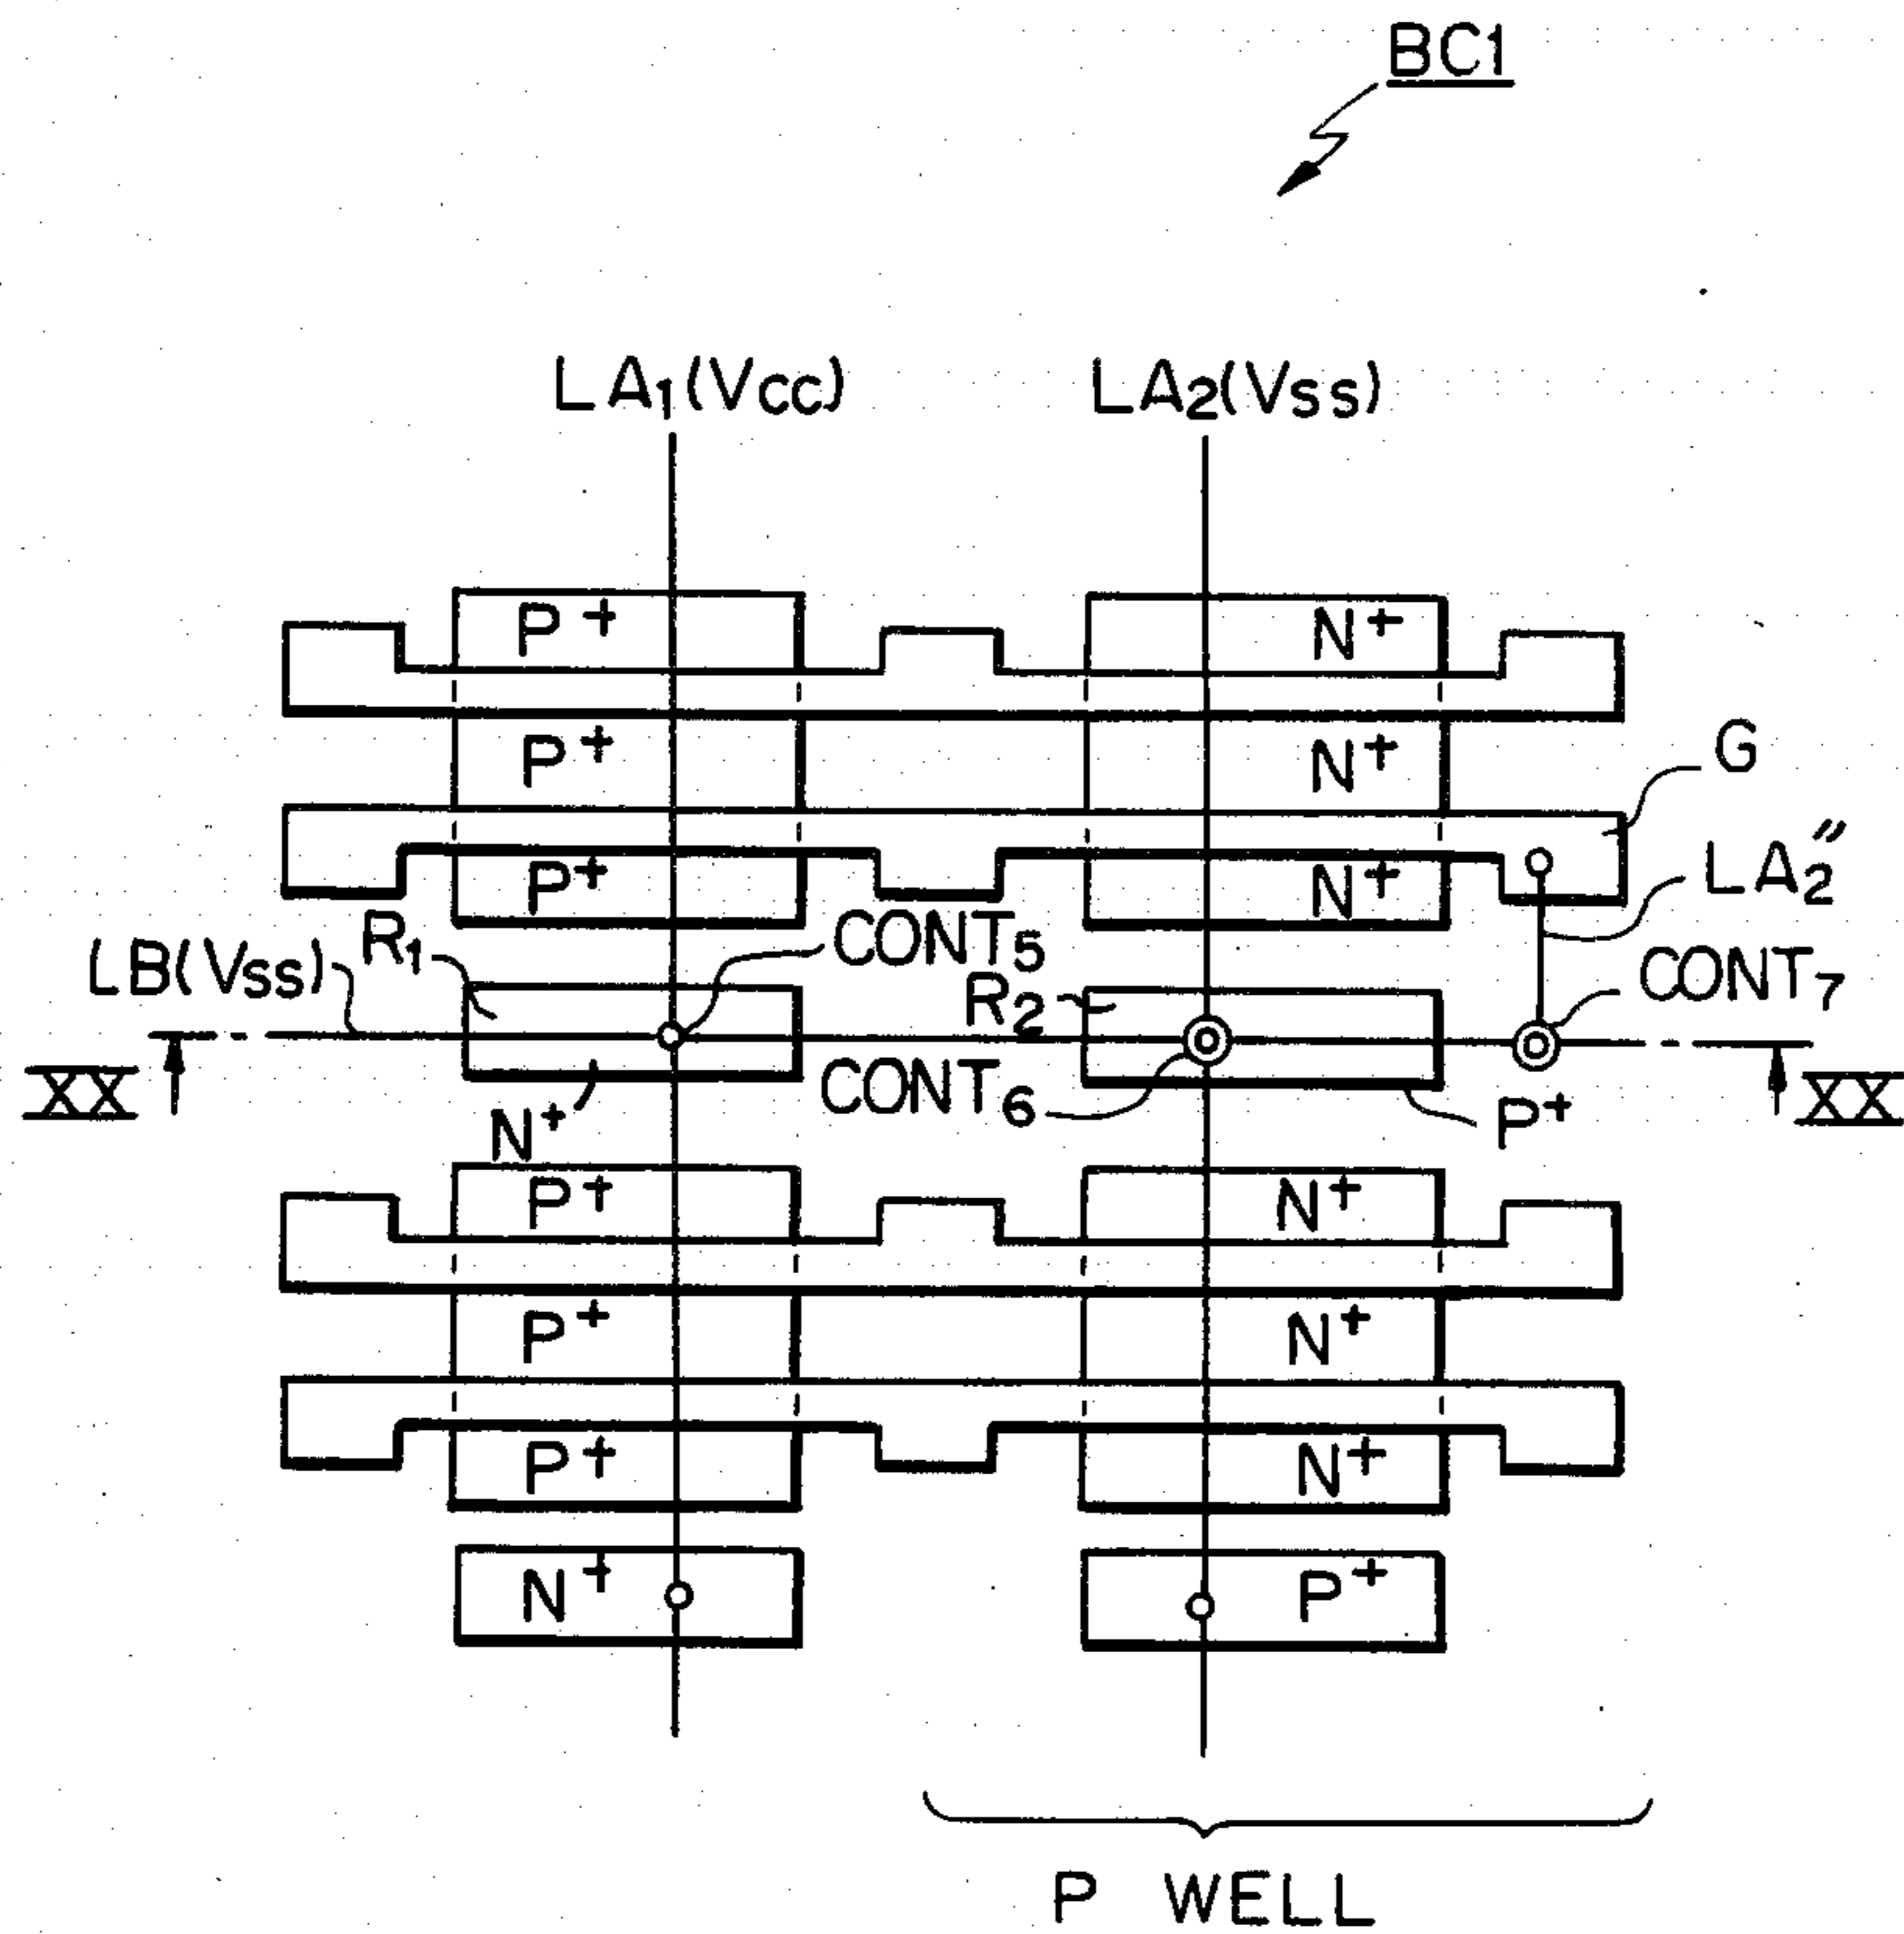 BC1
LA1(Vcc) LA2(Vss)
P+ N+
P+ N+
G
P+ N+
LA2″
R1 CONT5
LB(Vss) R2 CONT7
XX CONT6 XX
N+ P+
P+ N+
P+ N+
P+ N+
N+ P+
P WELL